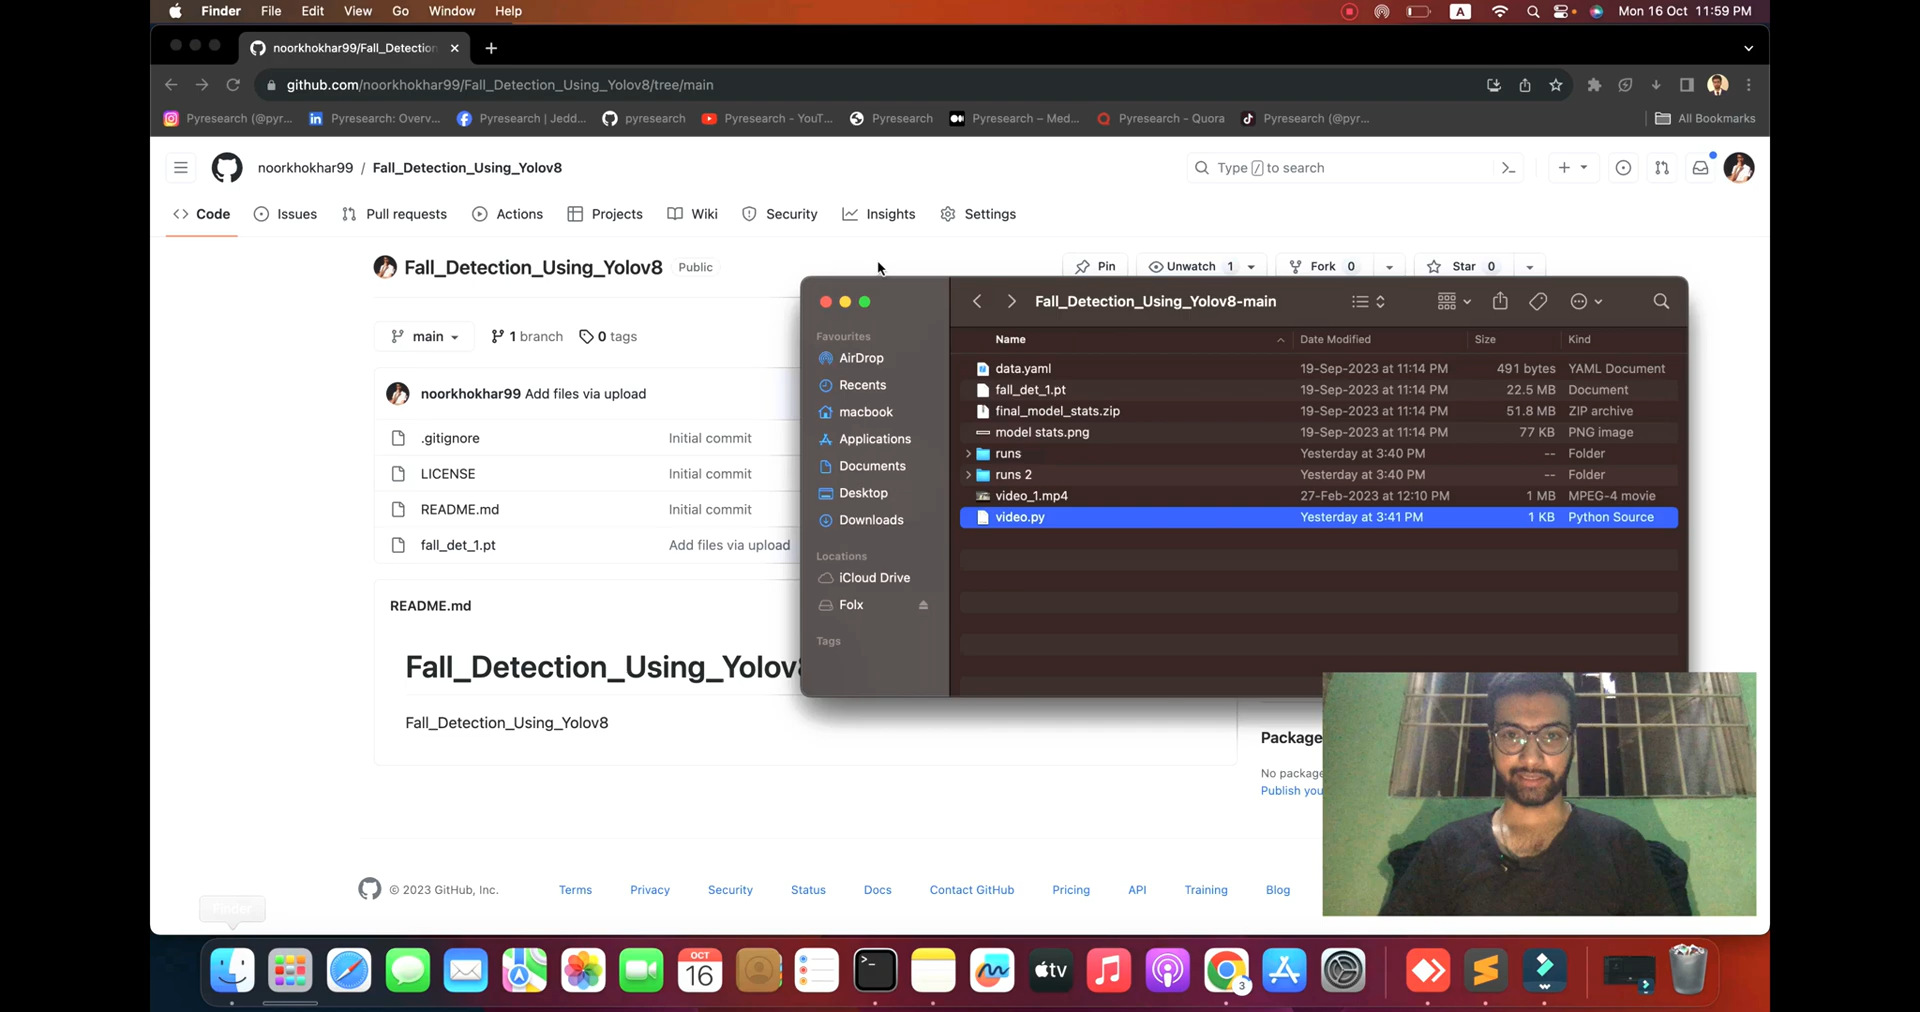 Finder File Edit View Go Window Help A Mon 16 Oct 11:59 PM
noorkhokhar99/Fall_Detectio
github.com/noorkhokhar99/Fall_Detection_Using_Yolov8/tree/main
Pyresearch (@pyr... Pyresearch: Overv... Pyresearch | Jedd... pyresearch Pyresearch - YouT... Pyresearch Pyresearch – Med... Pyresearch - Quora Pyresearch (@pyr... All Bookmarks
noorkhokhar99 / Fall_Detection_Using_Yolov8 Type / to search
Code Issues Pull requests Actions Projects Wiki Security Insights Settings
Fall_Detection_Using_Yolov8 Public Pin Unwatch 1 Fork 0 Star 0
main 1 branch 0 tags
noorkhokhar99 Add files via upload
.gitignore Initial commit
LICENSE Initial commit
README.md Initial commit
fall_det_1.pt Add files via upload
README.md
Fall_Detection_Using_Yolov8
Fall_Detection_Using_Yolov8
Fall_Detection_Using_Yolov8-main
Favourites
AirDrop
Recents
macbook
Applications
Documents
Desktop
Downloads
Locations
iCloud Drive
Folx
Tags
Name Date Modified Size Kind
data.yaml 19-Sep-2023 at 11:14 PM 491 bytes YAML Document
fall_det_1.pt 19-Sep-2023 at 11:14 PM 22.5 MB Document
final_model_stats.zip 19-Sep-2023 at 11:14 PM 51.8 MB ZIP archive
model stats.png 19-Sep-2023 at 11:14 PM 77 KB PNG image
runs Yesterday at 3:40 PM -- Folder
runs 2 Yesterday at 3:40 PM -- Folder
video_1.mp4 27-Feb-2023 at 12:10 PM 1 MB MPEG-4 movie
video.py Yesterday at 3:41 PM 1 KB Python Source
Package
No package
Publish you
© 2023 GitHub, Inc. Terms Privacy Security Status Docs Contact GitHub Pricing API Training Blog
Finder
OCT
16
tv
3